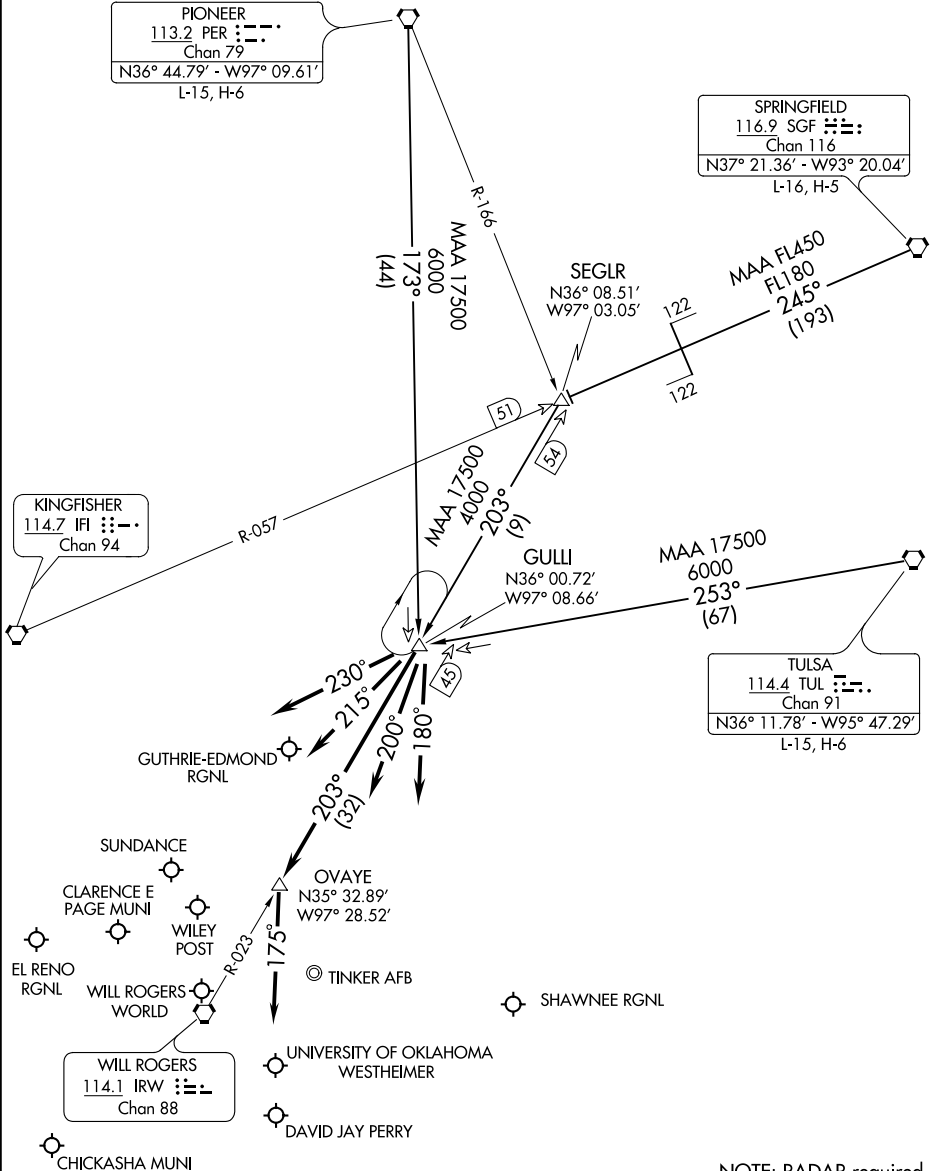 PIONEER
113.2 PER
Chan 79
N36° 44.79' - W97° 09.61'
L-15, H-6
SPRINGFIELD
116.9 SGF
Chan 116
N37° 21.36' - W93° 20.04'
L-16, H-5
R-166
MAA 17500
6000
173°
(44)
MAA FL450
FL180
245°
(193)
122
122
SEGLR
N36° 08.51'
W97° 03.05'
51
54
MAA 17500
4000
203°
(9)
KINGFISHER
114.7 IFI
Chan 94
R-057
GULLI
N36° 00.72'
W97° 08.66'
MAA 17500
6000
253°
(67)
45
TULSA
114.4 TUL
Chan 91
N36° 11.78' - W95° 47.29'
L-15, H-6
230°
215°
200°
180°
203°
(32)
GUTHRIE-EDMOND
RGNL
SUNDANCE
CLARENCE E
PAGE MUNI
WILEY
POST
OVAYE
N35° 32.89'
W97° 28.52'
EL RENO
RGNL
R-023
175°
TINKER AFB
WILL ROGERS
WORLD
SHAWNEE RGNL
WILL ROGERS
114.1 IRW
Chan 88
UNIVERSITY OF OKLAHOMA
WESTHEIMER
DAVID JAY PERRY
CHICKASHA MUNI
NOTE: RADAR required